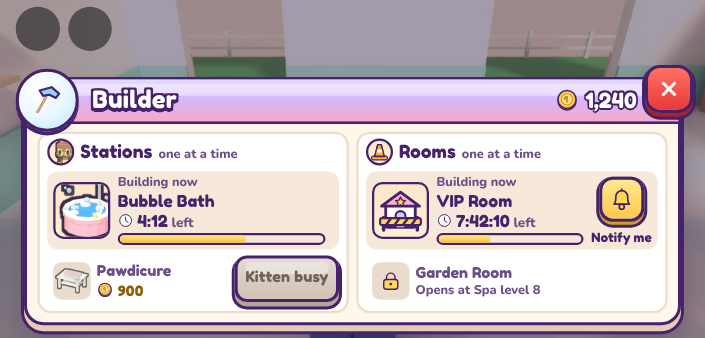 Builder
1,240
Stations one at a time
Building now
Bubble Bath
4:12 left
Pawdicure
900
Kitten busy
Rooms one at a time
Building now
VIP Room
7:42:10 left
Notify me
Garden Room
Opens at Spa level 8